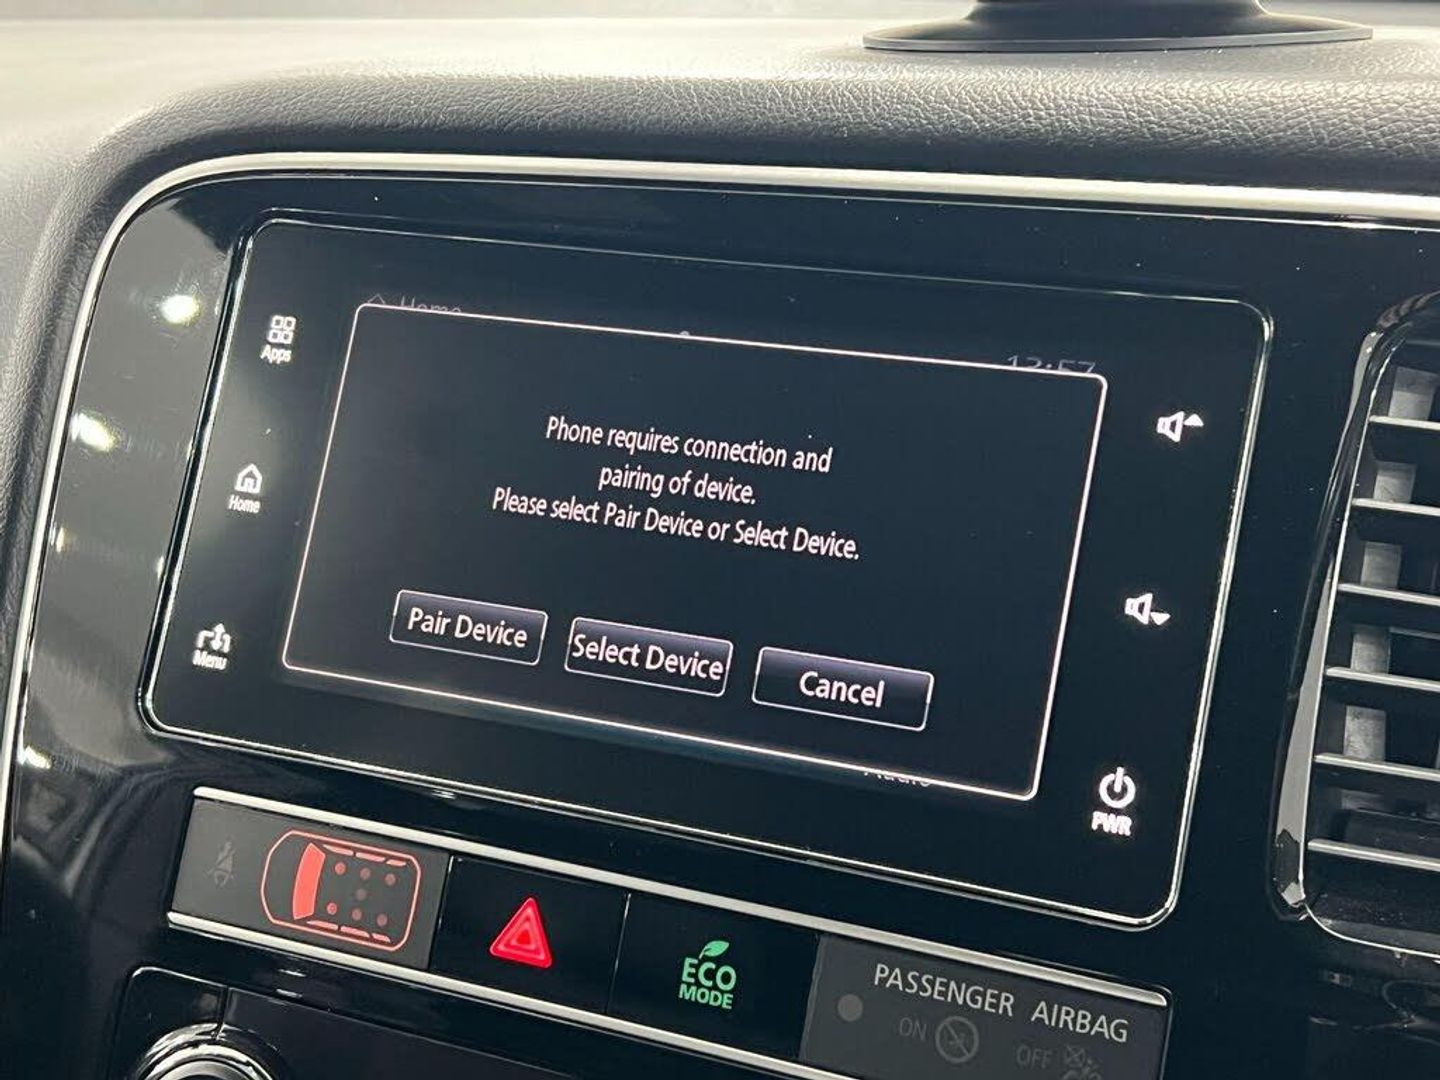 Home
Apps
Home
Menu
Phone requires connection and
pairing of device.
Please select Pair Device or Select Device.
Pair Device
Select Device
Cancel
PWR
ECO
MODE
PASSENGER AIRBAG
ON
OFF